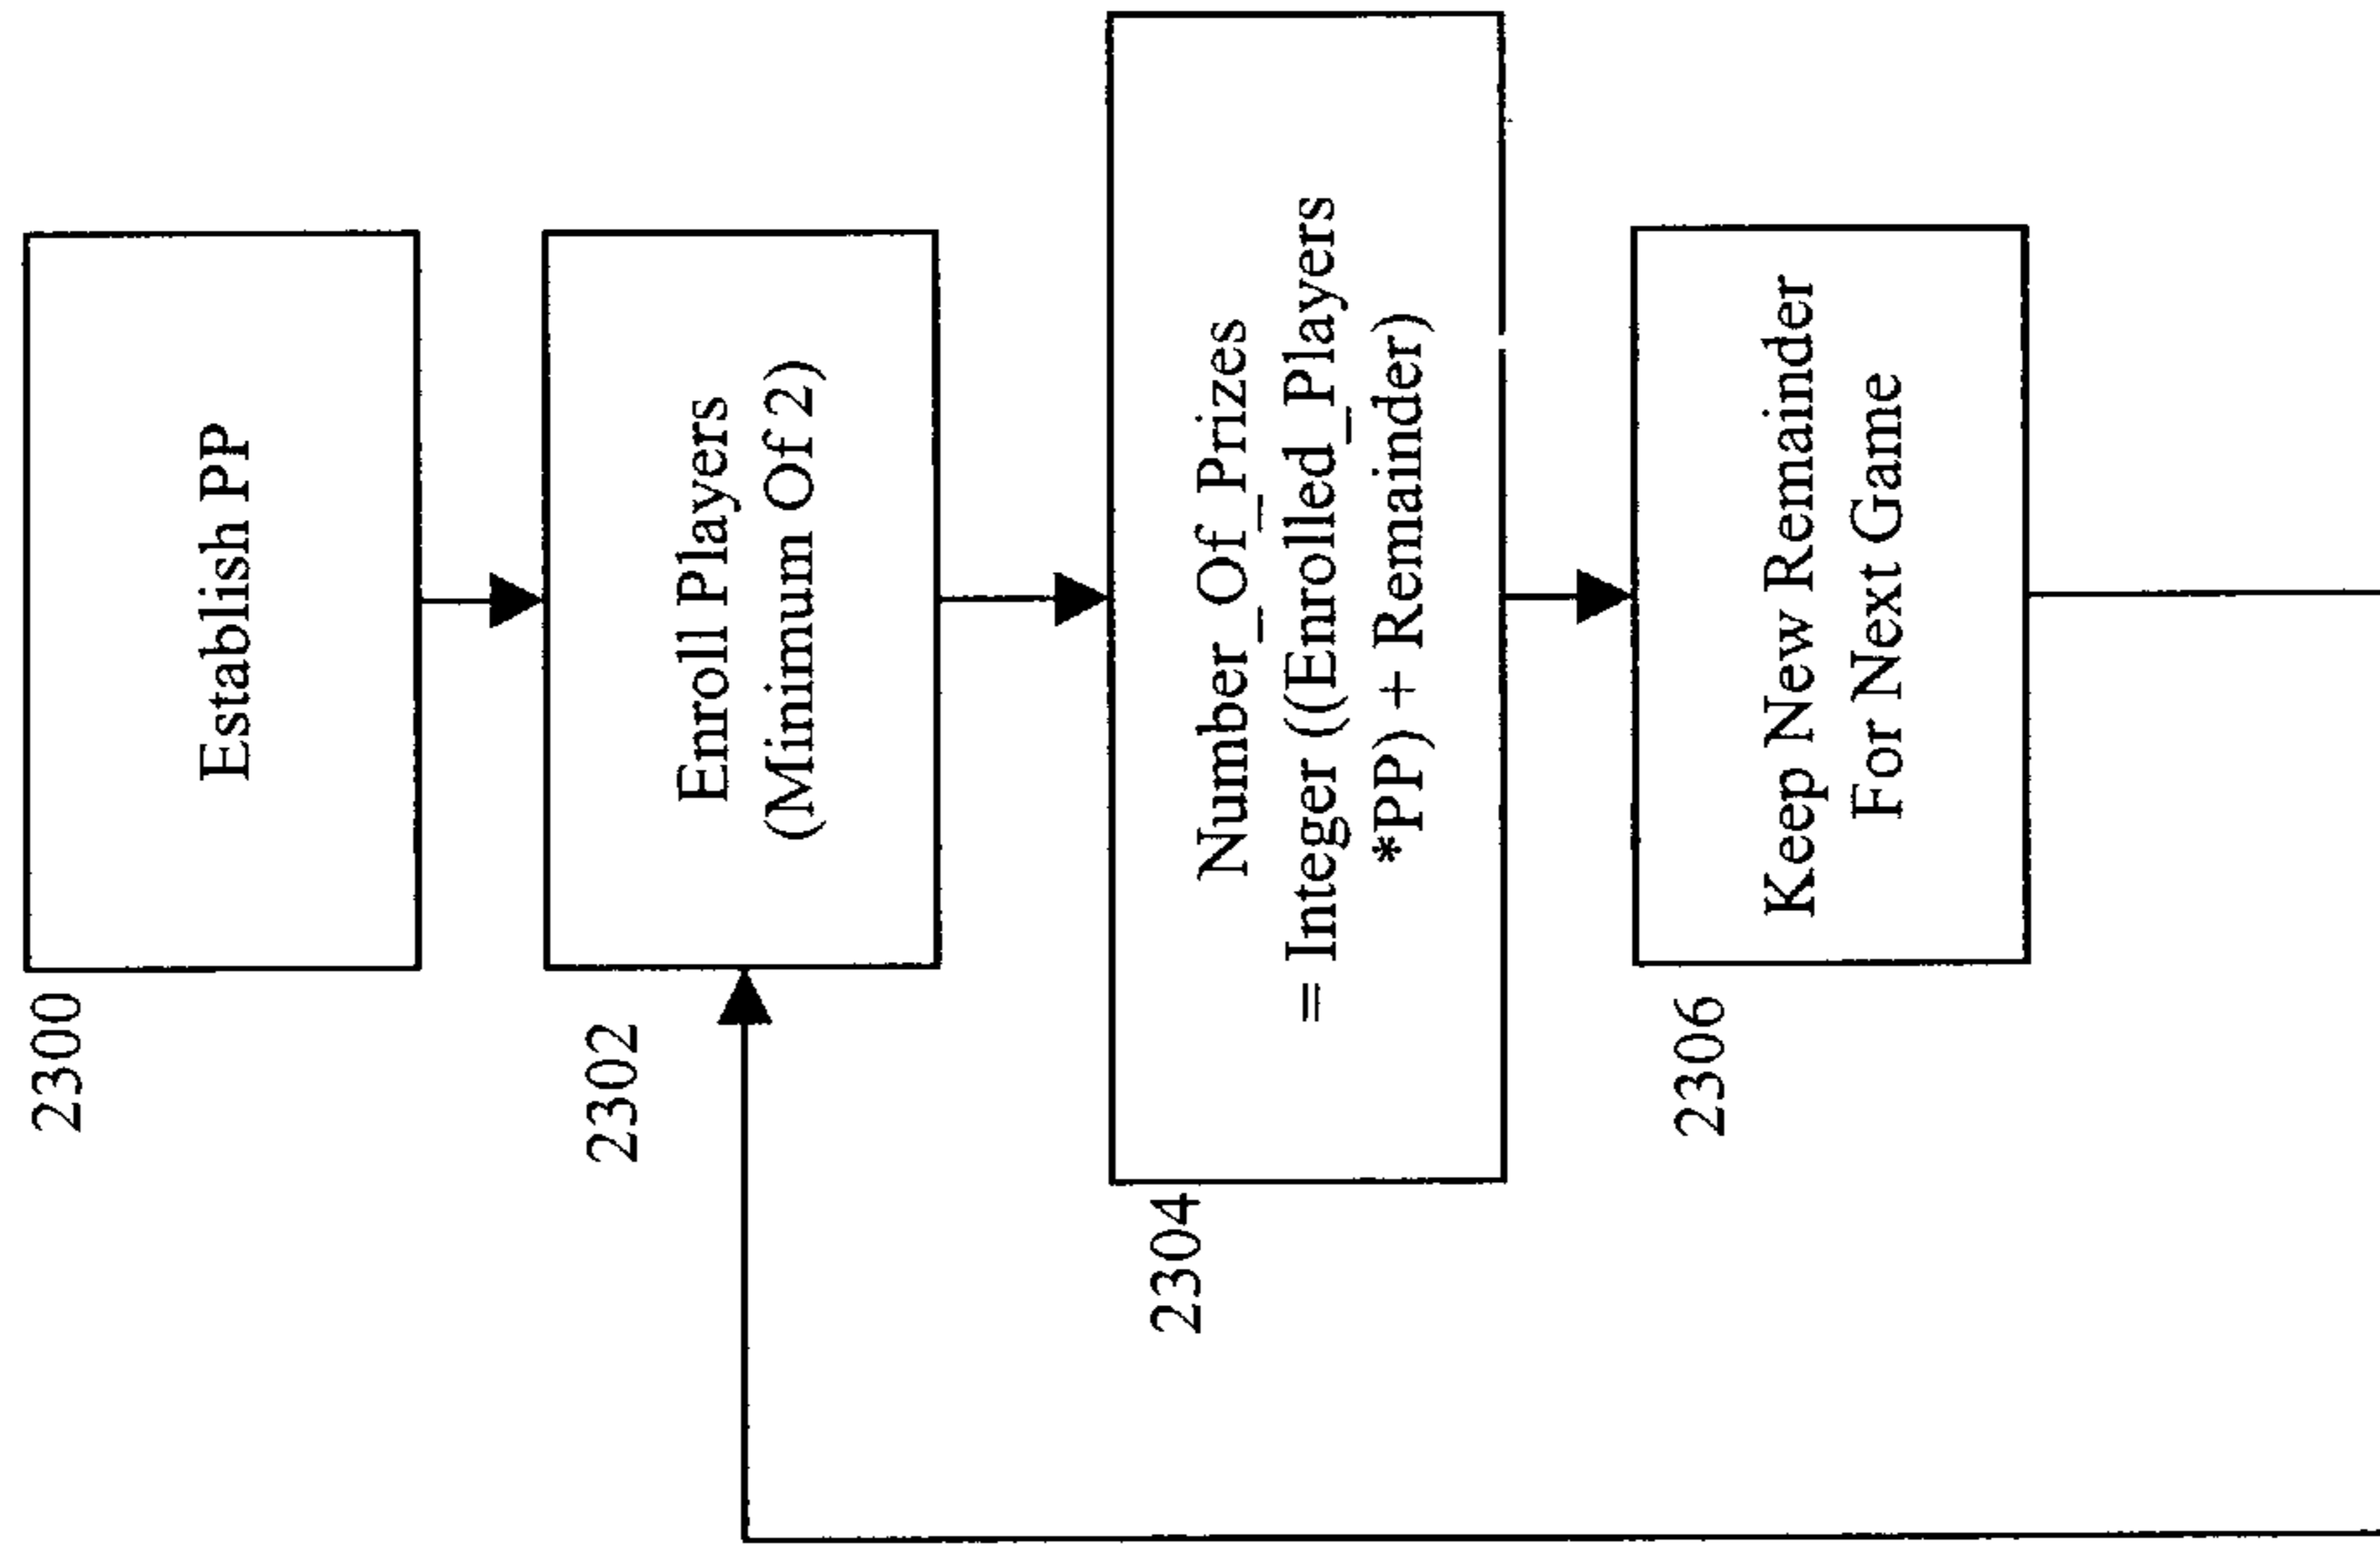 2300
Establish PP
2302
Enroll Players
(Minimum Of 2)
2304
Number_Of_Prizes
= Integer ((Enrolled_Players
*PP) + Remainder)
2306
Keep New Remainder
For Next Game